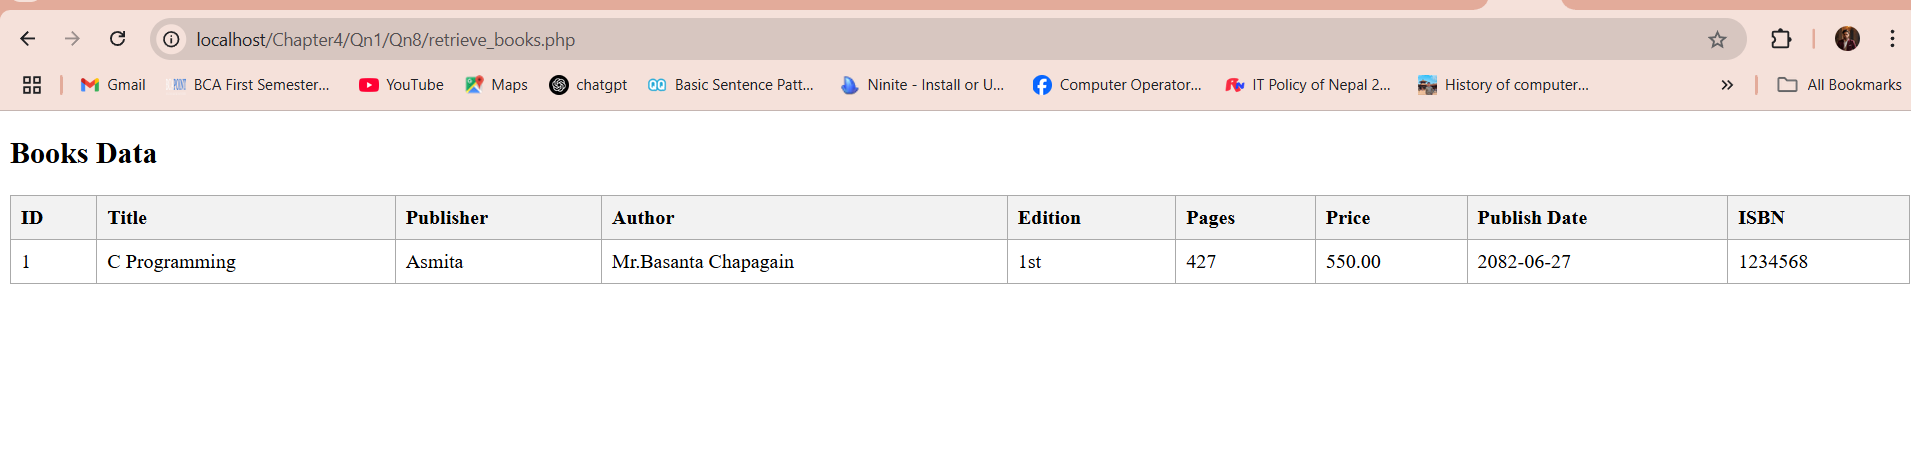 localhost/Chapter4/Qn1/Qn8/retrieve_books.php
Gmail BCA First Semester... YouTube Maps chatgpt Basic Sentence Patt... Ninite - Install or U... Computer Operator... IT Policy of Nepal 2... History of computer... » All Bookmarks
Books Data
ID Title Publisher Author Edition Pages Price Publish Date ISBN
1 C Programming Asmita Mr.Basanta Chapagain 1st 427 550.00 2082-06-27 1234568